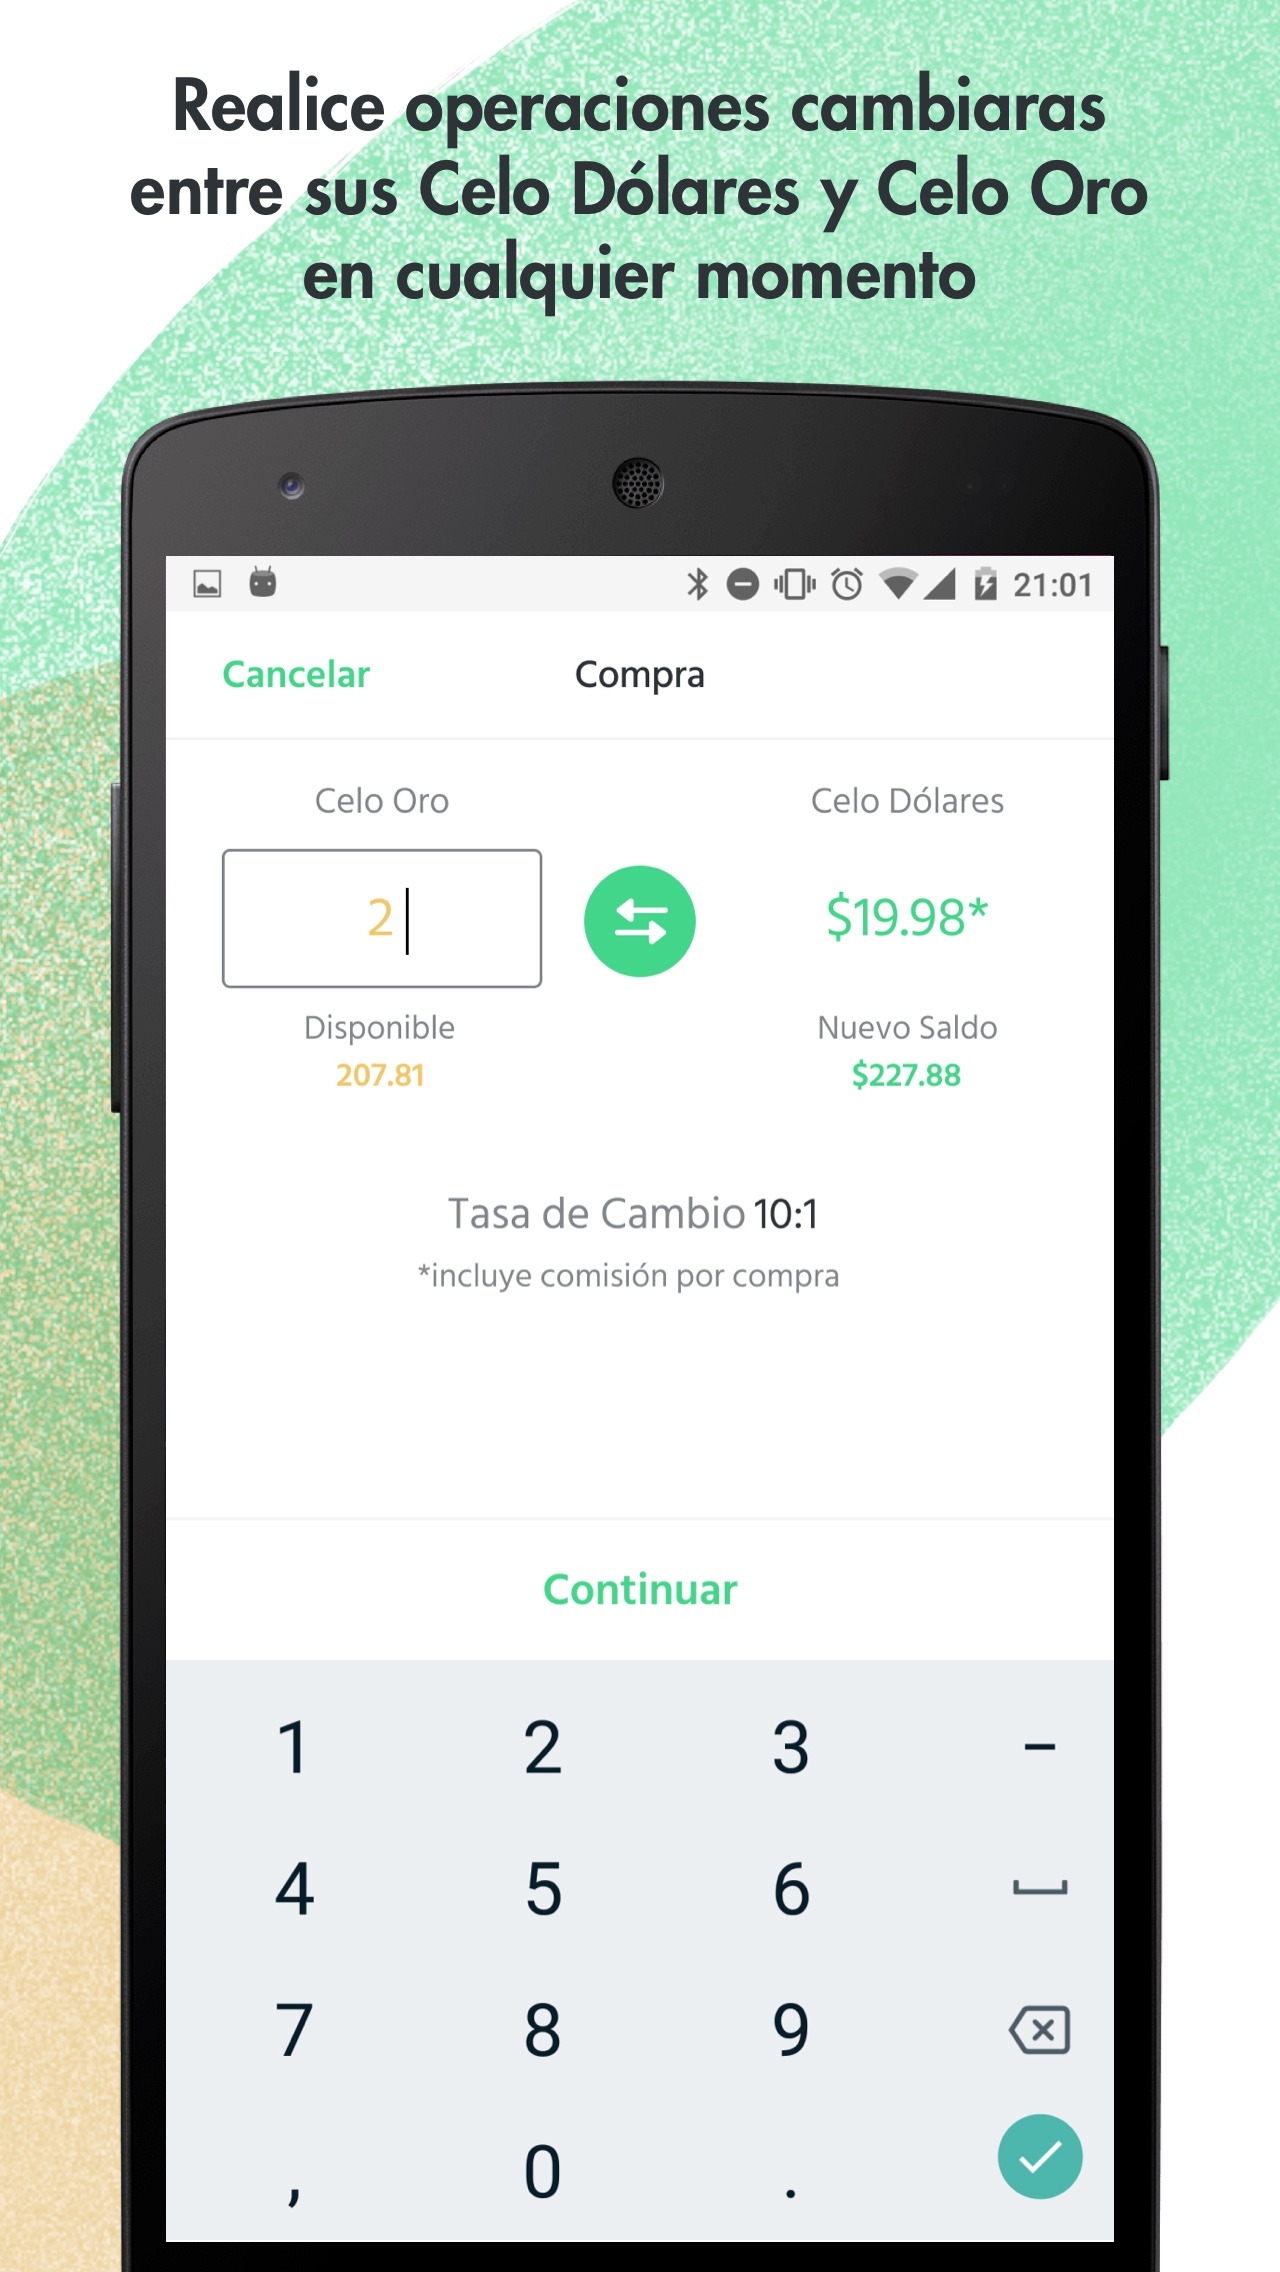 Realice operaciones cambiaras
entre sus Celo Dólares y Celo Oro
en cualquier momento
21:01
Cancelar Compra
Celo Oro Celo Dólares
2 $19.98*
Disponible Nuevo Saldo
207.81 $227.88
Tasa de Cambio 10:1
*incluye comisión por compra
Continuar
1 2 3 -
4 5 6
7 8 9
, 0 .